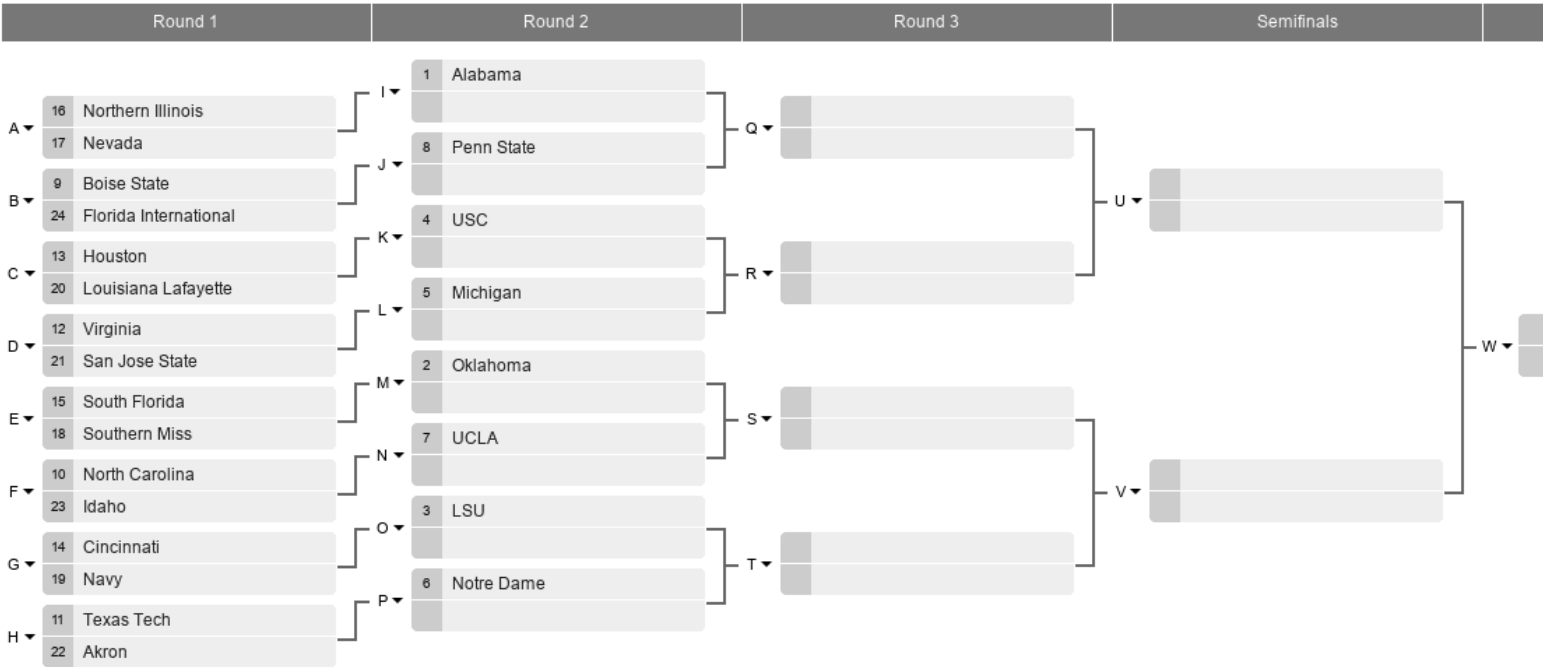 Round 1 Round 2 Round 3 Semifinals
A
16 Northern Illinois
17 Nevada
B
9 Boise State
24 Florida International
C
13 Houston
20 Louisiana Lafayette
D
12 Virginia
21 San Jose State
E
15 South Florida
18 Southern Miss
F
10 North Carolina
23 Idaho
G
14 Cincinnati
19 Navy
H
11 Texas Tech
22 Akron
I
1 Alabama
J
8 Penn State
K
4 USC
L
5 Michigan
M
2 Oklahoma
N
7 UCLA
O
3 LSU
P
6 Notre Dame
Q
R
S
T
U
V
W